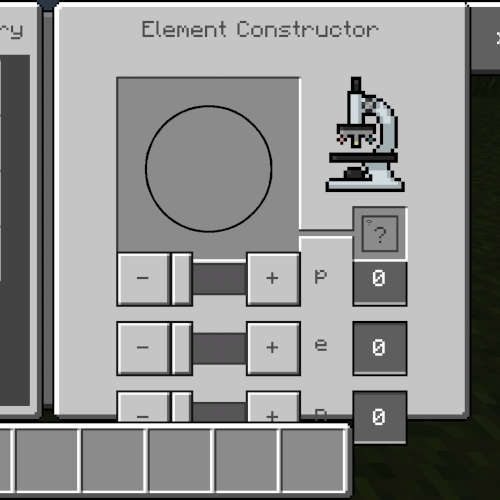 ry
Element Constructor
?
- + p 0
- + e 0
- + n 0